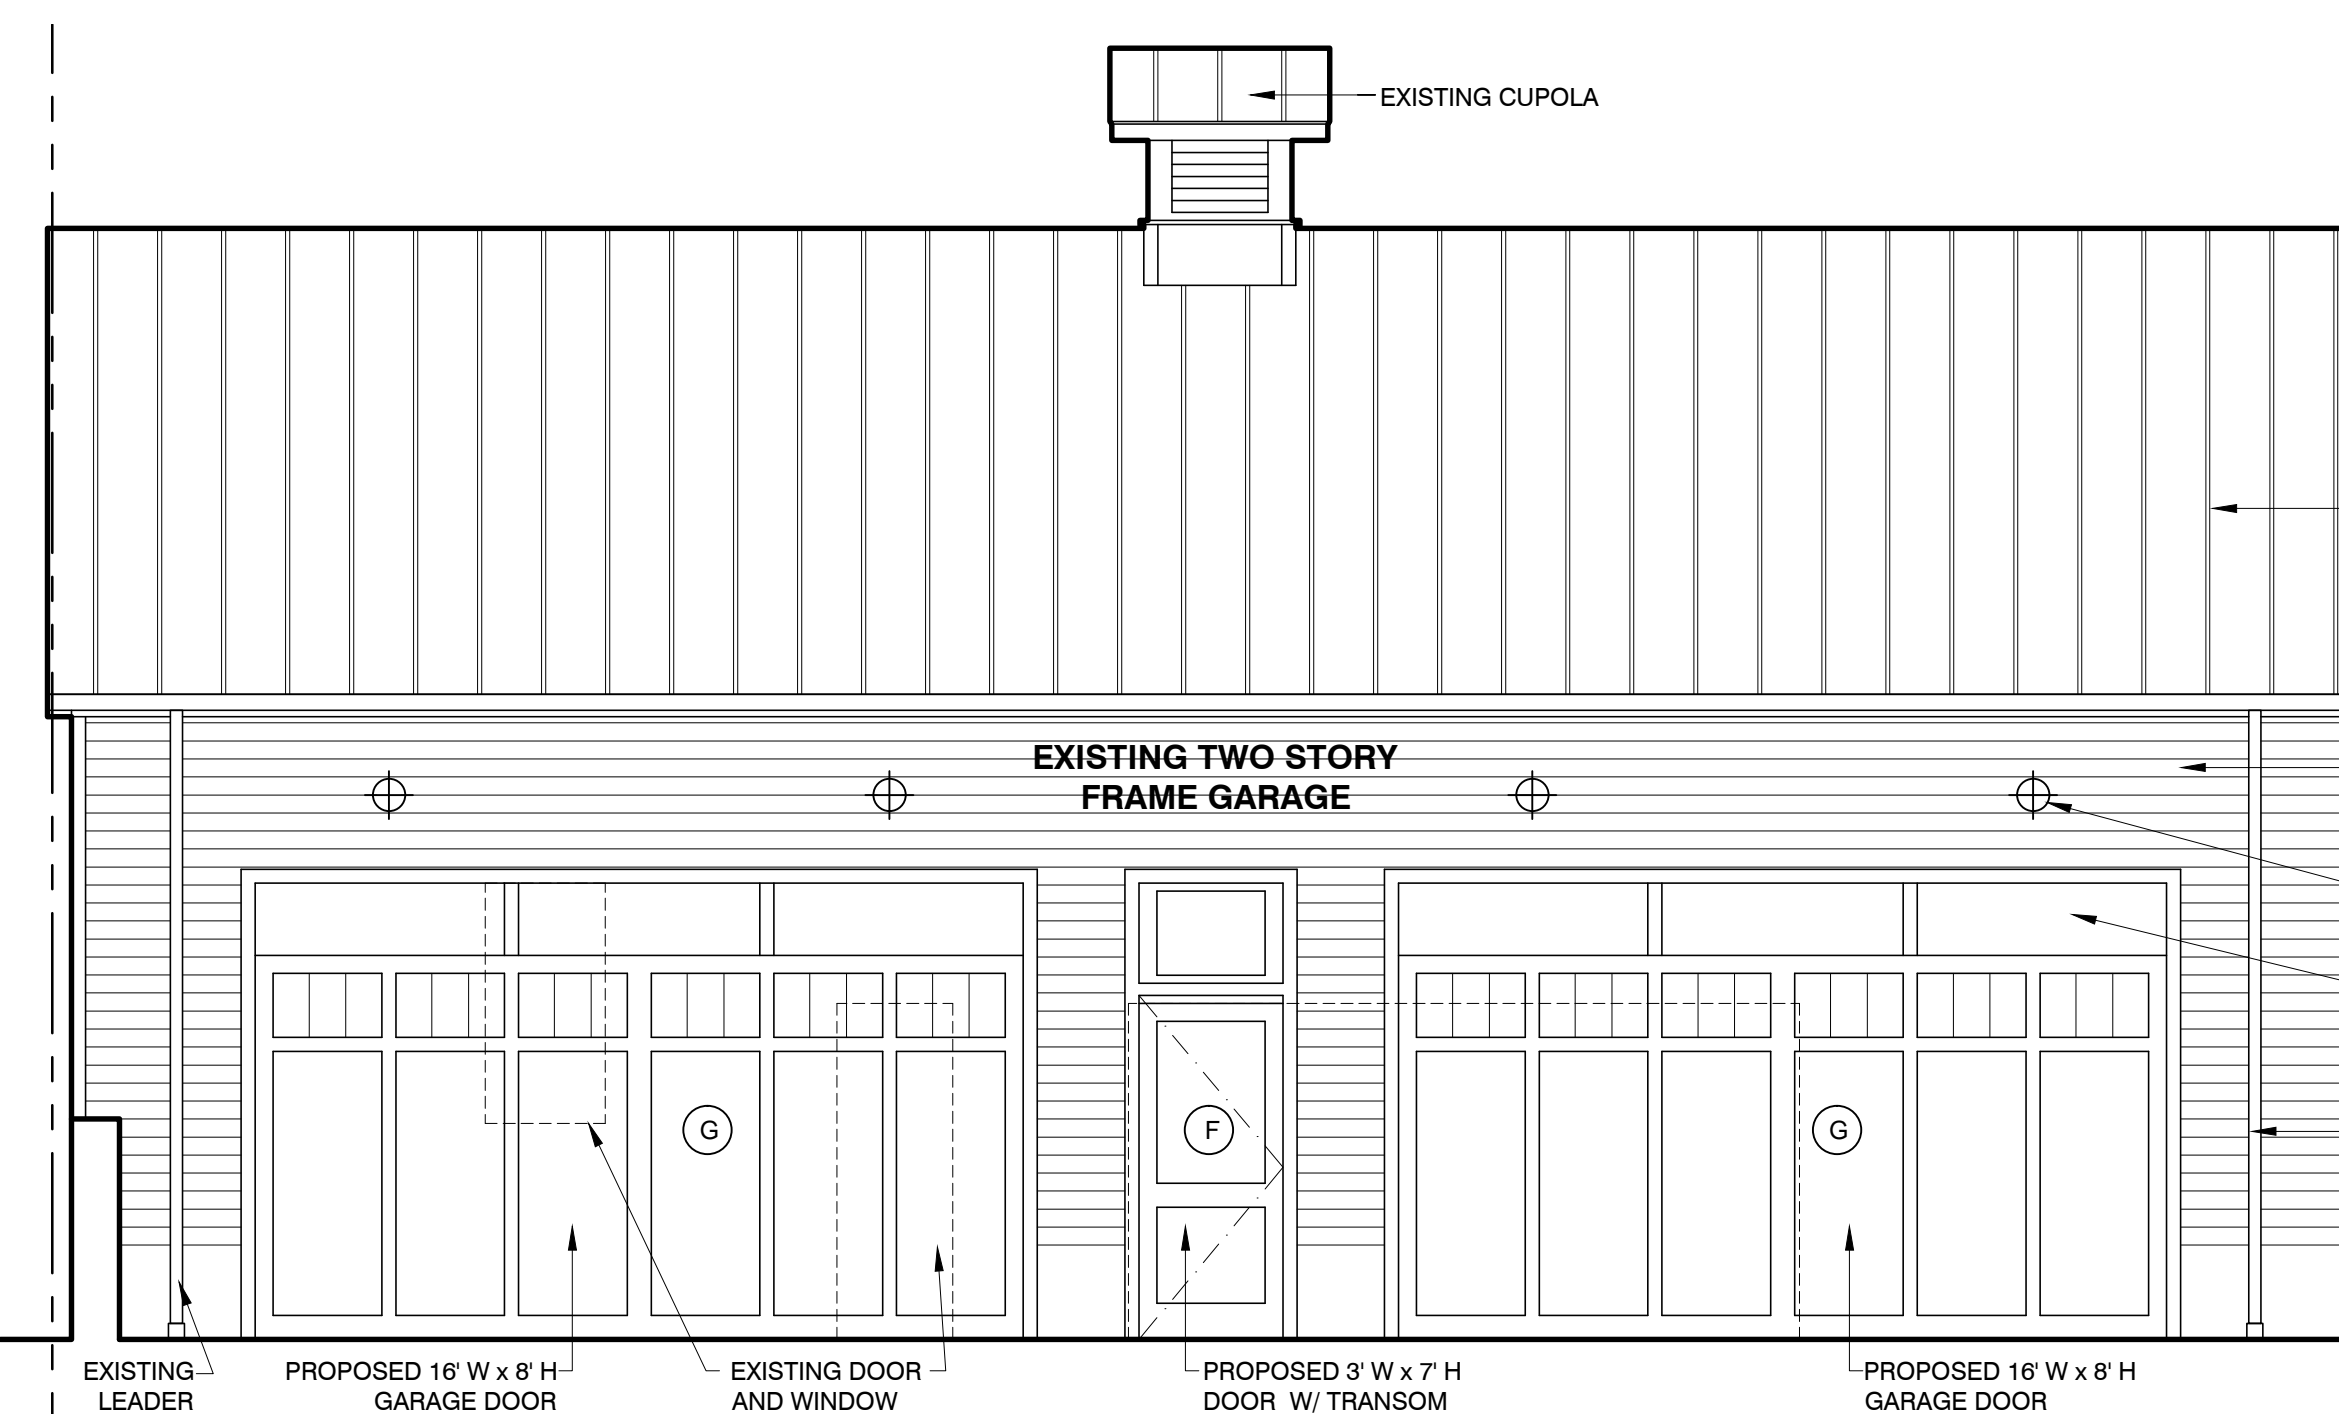 EXISTING CUPOLA
EXISTING TWO STORY
FRAME GARAGE
G
F
G
EXISTING
LEADER
PROPOSED 16' W x 8' H
GARAGE DOOR
EXISTING DOOR
AND WINDOW
PROPOSED 3' W x 7' H
DOOR W/ TRANSOM
PROPOSED 16' W x 8' H
GARAGE DOOR